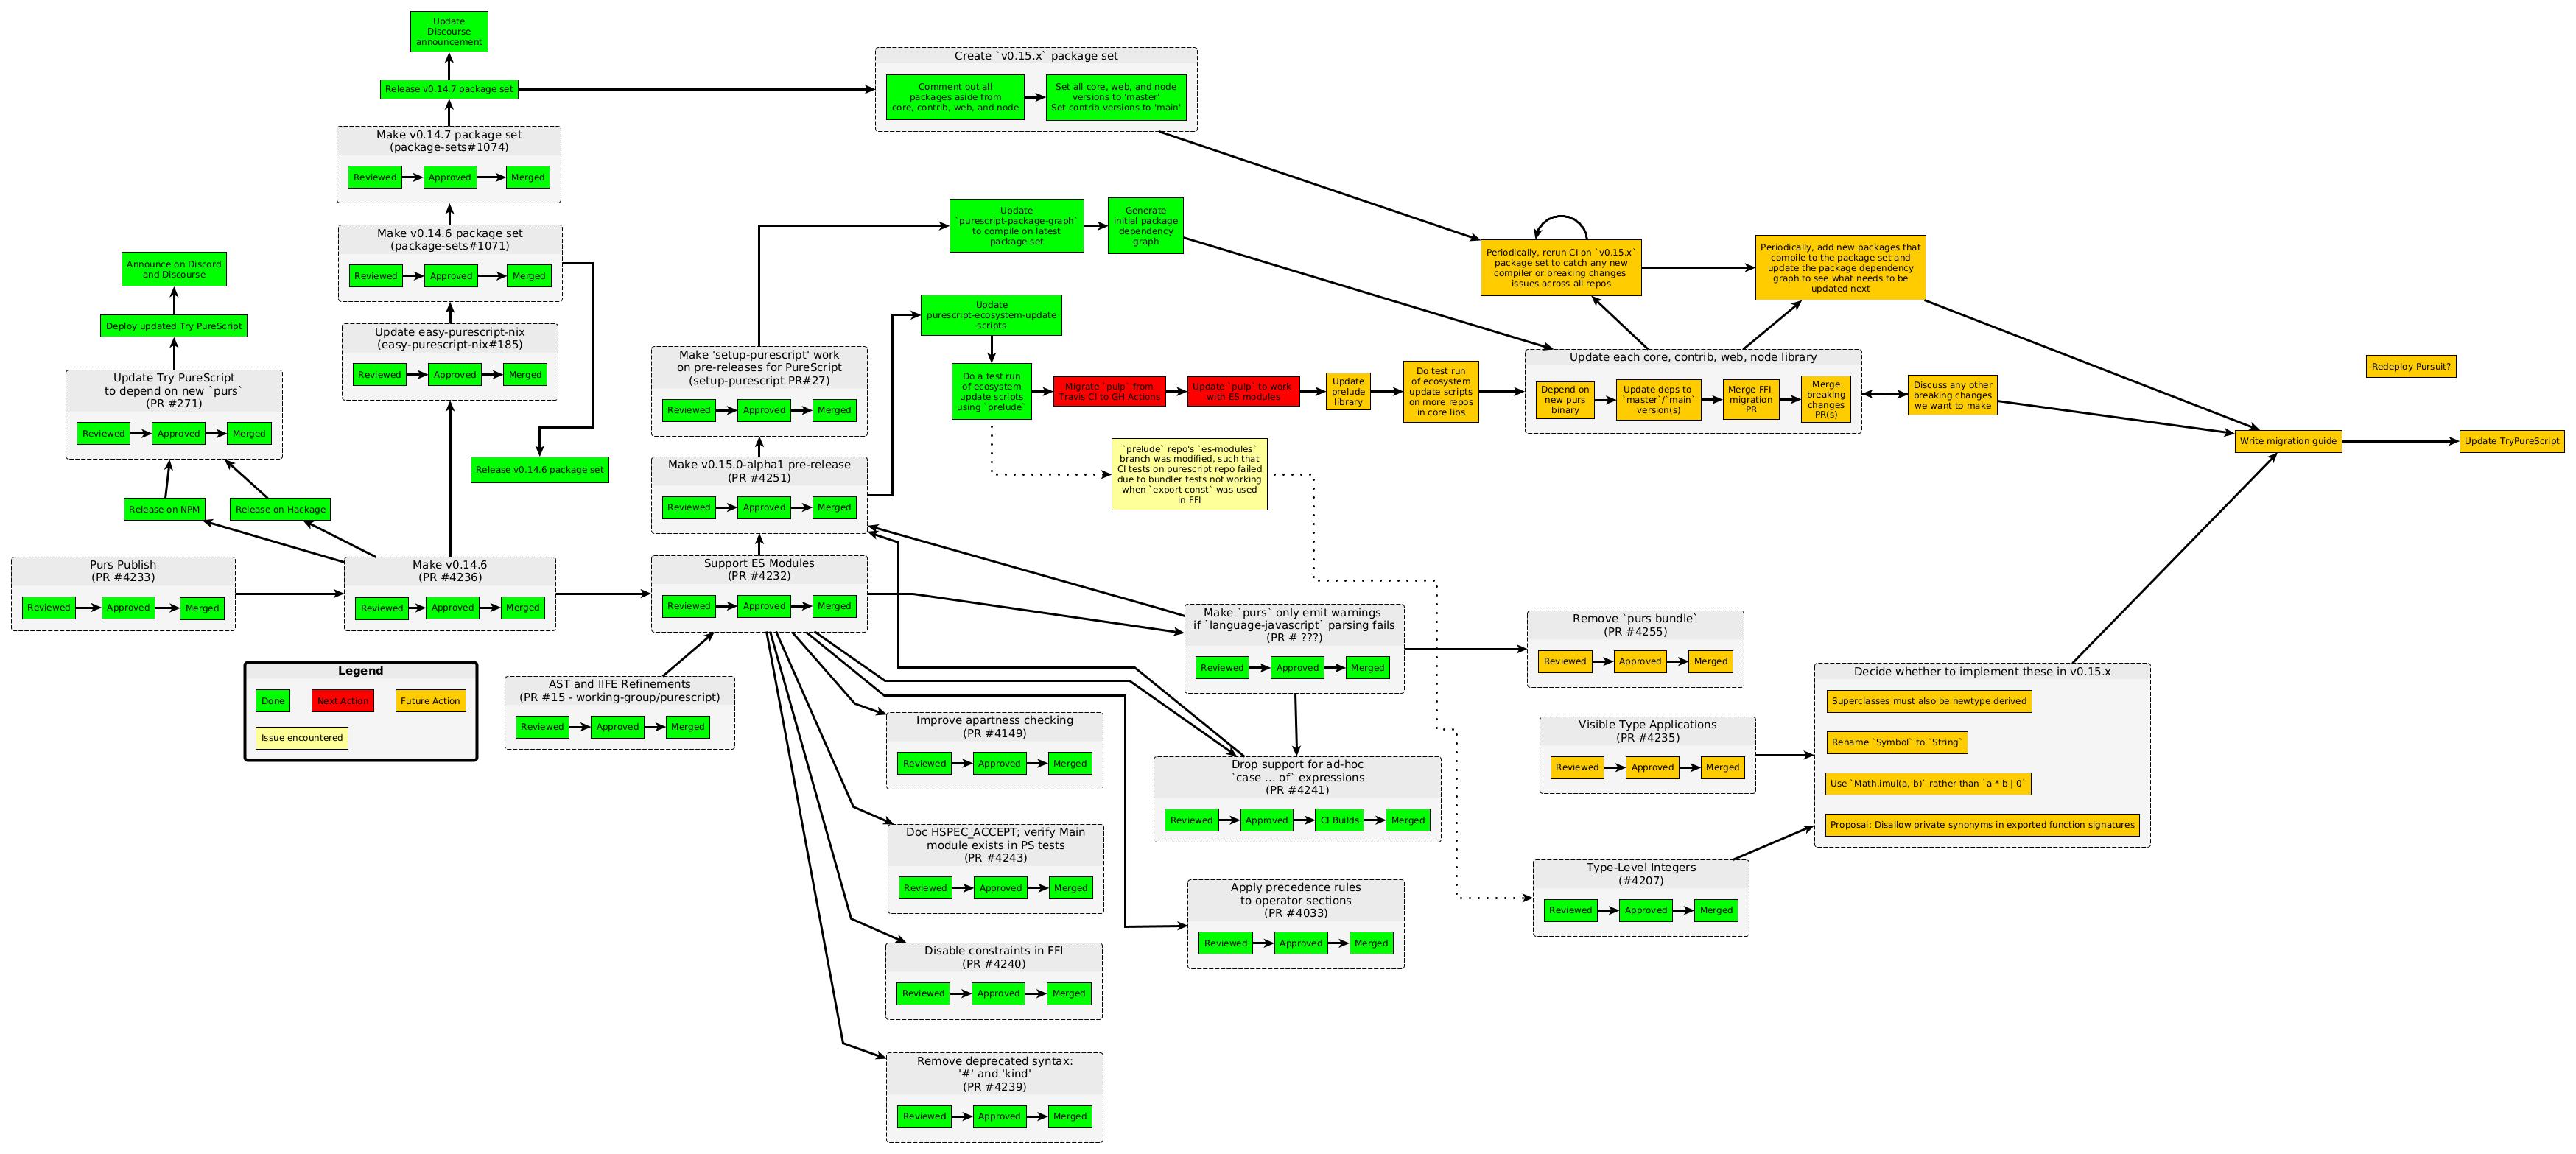 Update
Discourse
announcement
Release v0.14.7 package set
Make v0.14.7 package set
(package-sets#1074)
Reviewed
Approved
Merged
Make v0.14.6 package set
(package-sets#1071)
Reviewed
Approved
Merged
Update easy-purescript-nix
(easy-purescript-nix#185)
Reviewed
Approved
Merged
Release v0.14.6 package set
Announce on Discord
and Discourse
Deploy updated Try PureScript
Update Try PureScript
to depend on new `purs`
(PR #271)
Reviewed
Approved
Merged
Release on NPM
Release on Hackage
Purs Publish
(PR #4233)
Reviewed
Approved
Merged
Make v0.14.6
(PR #4236)
Reviewed
Approved
Merged
Legend
Done
Next Action
Future Action
Issue encountered
Create `v0.15.x` package set
Comment out all
packages aside from
core, contrib, web, and node
Set all core, web, and node
versions to 'master'
Set contrib versions to 'main'
Update
`purescript-package-graph`
to compile on latest
package set
Generate
initial package
dependency
graph
Update
purescript-ecosystem-update
scripts
Make 'setup-purescript' work
on pre-releases for PureScript
(setup-purescript PR#27)
Reviewed
Approved
Merged
Make v0.15.0-alpha1 pre-release
(PR #4251)
Reviewed
Approved
Merged
Support ES Modules
(PR #4232)
Reviewed
Approved
Merged
AST and IIFE Refinements
(PR #15 - working-group/purescript)
Reviewed
Approved
Merged
Do a test run
of ecosystem
update scripts
using `prelude`
Migrate `pulp` from
Travis CI to GH Actions
Update `pulp` to work
with ES modules
Update
prelude
library
Do test run
of ecosystem
update scripts
on more repos
in core libs
`prelude` repo's `es-modules`
branch was modified, such that
CI tests on purescript repo failed
due to bundler tests not working
when `export const` was used
in FFI
Periodically, rerun CI on `v0.15.x`
package set to catch any new
compiler or breaking changes
issues across all repos
Periodically, add new packages that
compile to the package set and
update the package dependency
graph to see what needs to be
updated next
Update each core, contrib, web, node library
Depend on
new purs
binary
Update deps to
`master`/`main`
version(s)
Merge FFI
migration
PR
Merge
breaking
changes
PR(s)
Discuss any other
breaking changes
we want to make
Redeploy Pursuit?
Write migration guide
Update TryPureScript
Make `purs` only emit warnings
if `language-javascript` parsing fails
(PR # ???)
Reviewed
Approved
Merged
Remove `purs bundle`
(PR #4255)
Reviewed
Approved
Merged
Improve apartness checking
(PR #4149)
Reviewed
Approved
Merged
Drop support for ad-hoc
`case ... of` expressions
(PR #4241)
Reviewed
Approved
CI Builds
Merged
Visible Type Applications
(PR #4235)
Reviewed
Approved
Merged
Decide whether to implement these in v0.15.x
Superclasses must also be newtype derived
Rename `Symbol` to `String`
Use `Math.imul(a, b)` rather than `a * b | 0`
Proposal: Disallow private synonyms in exported function signatures
Doc HSPEC_ACCEPT; verify Main
module exists in PS tests
(PR #4243)
Reviewed
Approved
Merged
Apply precedence rules
to operator sections
(PR #4033)
Reviewed
Approved
Merged
Type-Level Integers
(#4207)
Reviewed
Approved
Merged
Disable constraints in FFI
(PR #4240)
Reviewed
Approved
Merged
Remove deprecated syntax:
'#' and 'kind'
(PR #4239)
Reviewed
Approved
Merged